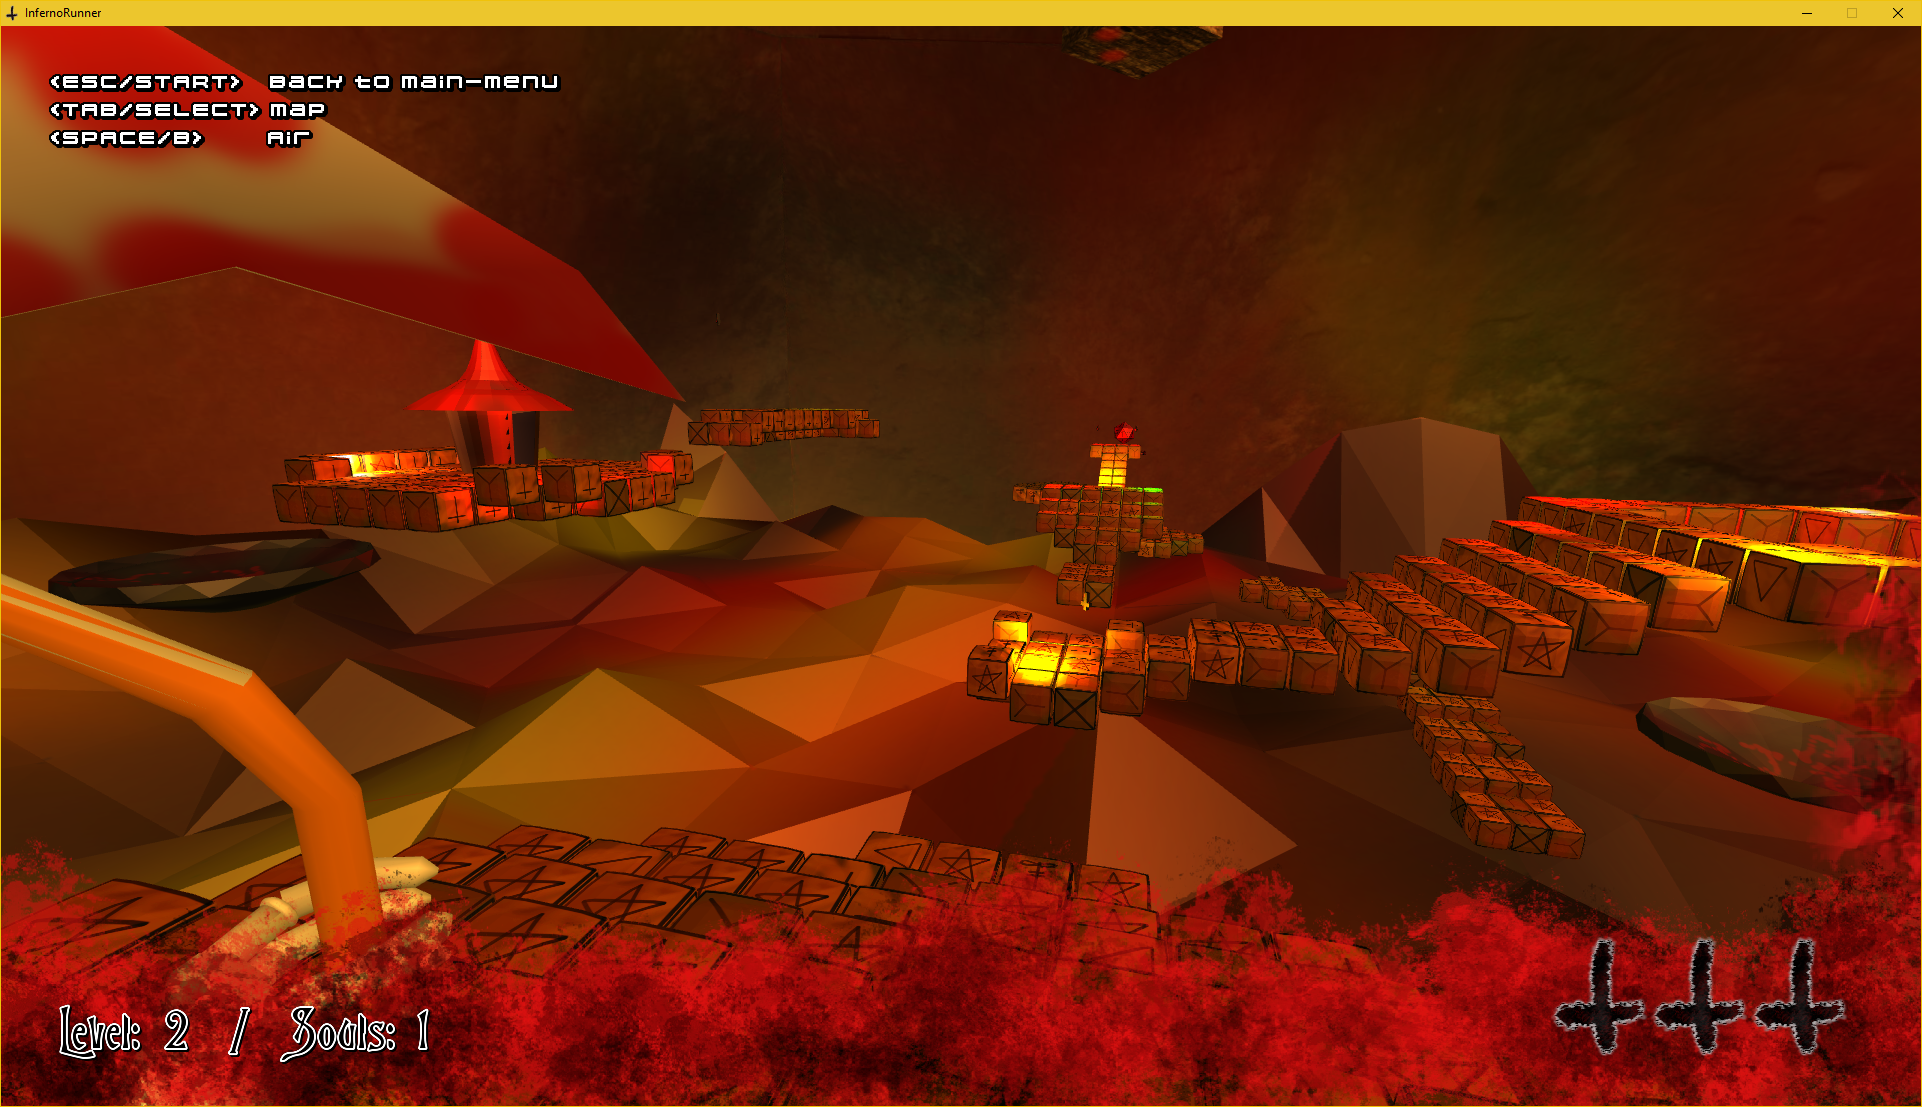 InfernoRunner
<ESC/START> Back to main-menu
<TAB/SELECT> map
<SPACE/B> Air
Level: 2 / Souls: 1